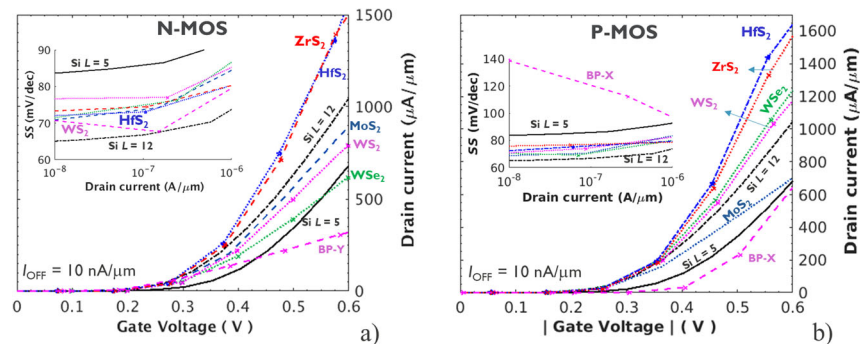 N-MOS
1500
1000
500
0
Drain current (μA/μm)
ZrS2
HfS2
Si L = 12
MoS2
WS2
WSe2
Si L = 5
BP-Y
IOFF = 10 nA/μm
0 0.1 0.2 0.3 0.4 0.5 0.6
Gate Voltage ( V )
a)
90
80
70
60
SS (mV/dec)
Si L = 5
HfS2
WS2
Si L = 12
10-8 10-7 10-6
Drain current (A/μm)
P-MOS
1600
1400
1200
1000
800
600
400
200
0
Drain current (μA/μm)
HfS2
ZrS2
WSe2
WS2
Si L = 12
MoS2
Si L = 5
BP-X
IOFF = 10 nA/μm
0 0.1 0.2 0.3 0.4 0.5 0.6
| Gate Voltage | ( V )
b)
140
120
100
80
60
SS (mV/dec)
BP-X
Si L = 5
Si L = 12
10-8 10-7 10-6
Drain current (A/μm)